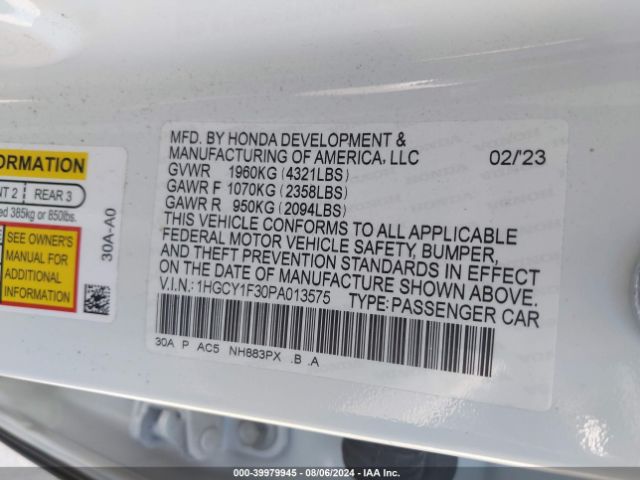 MFD. BY HONDA DEVELOPMENT &
MANUFACTURING OF AMERICA, LLC 02/'23
GVWR 1960KG (4321LBS)
GAWR F 1070KG (2358LBS)
GAWR R 950KG (2094LBS)
THIS VEHICLE CONFORMS TO ALL APPLICABLE
FEDERAL MOTOR VEHICLE SAFETY, BUMPER,
AND THEFT PREVENTION STANDARDS IN EFFECT
ON THE DATE OF MANUFACTURE SHOWN ABOVE.
V.I.N.: 1HGCY1F30PA013575 TYPE: PASSENGER CAR
30A P AC5 NH883PX .B .A
ORMATION
NT 2 REAR 3
ed 385kg or 850lbs.
SEE OWNER'S
MANUAL FOR
ADDITIONAL
INFORMATION
30A-A0
000-39979945 - 08/06/2024 - IAA Inc.